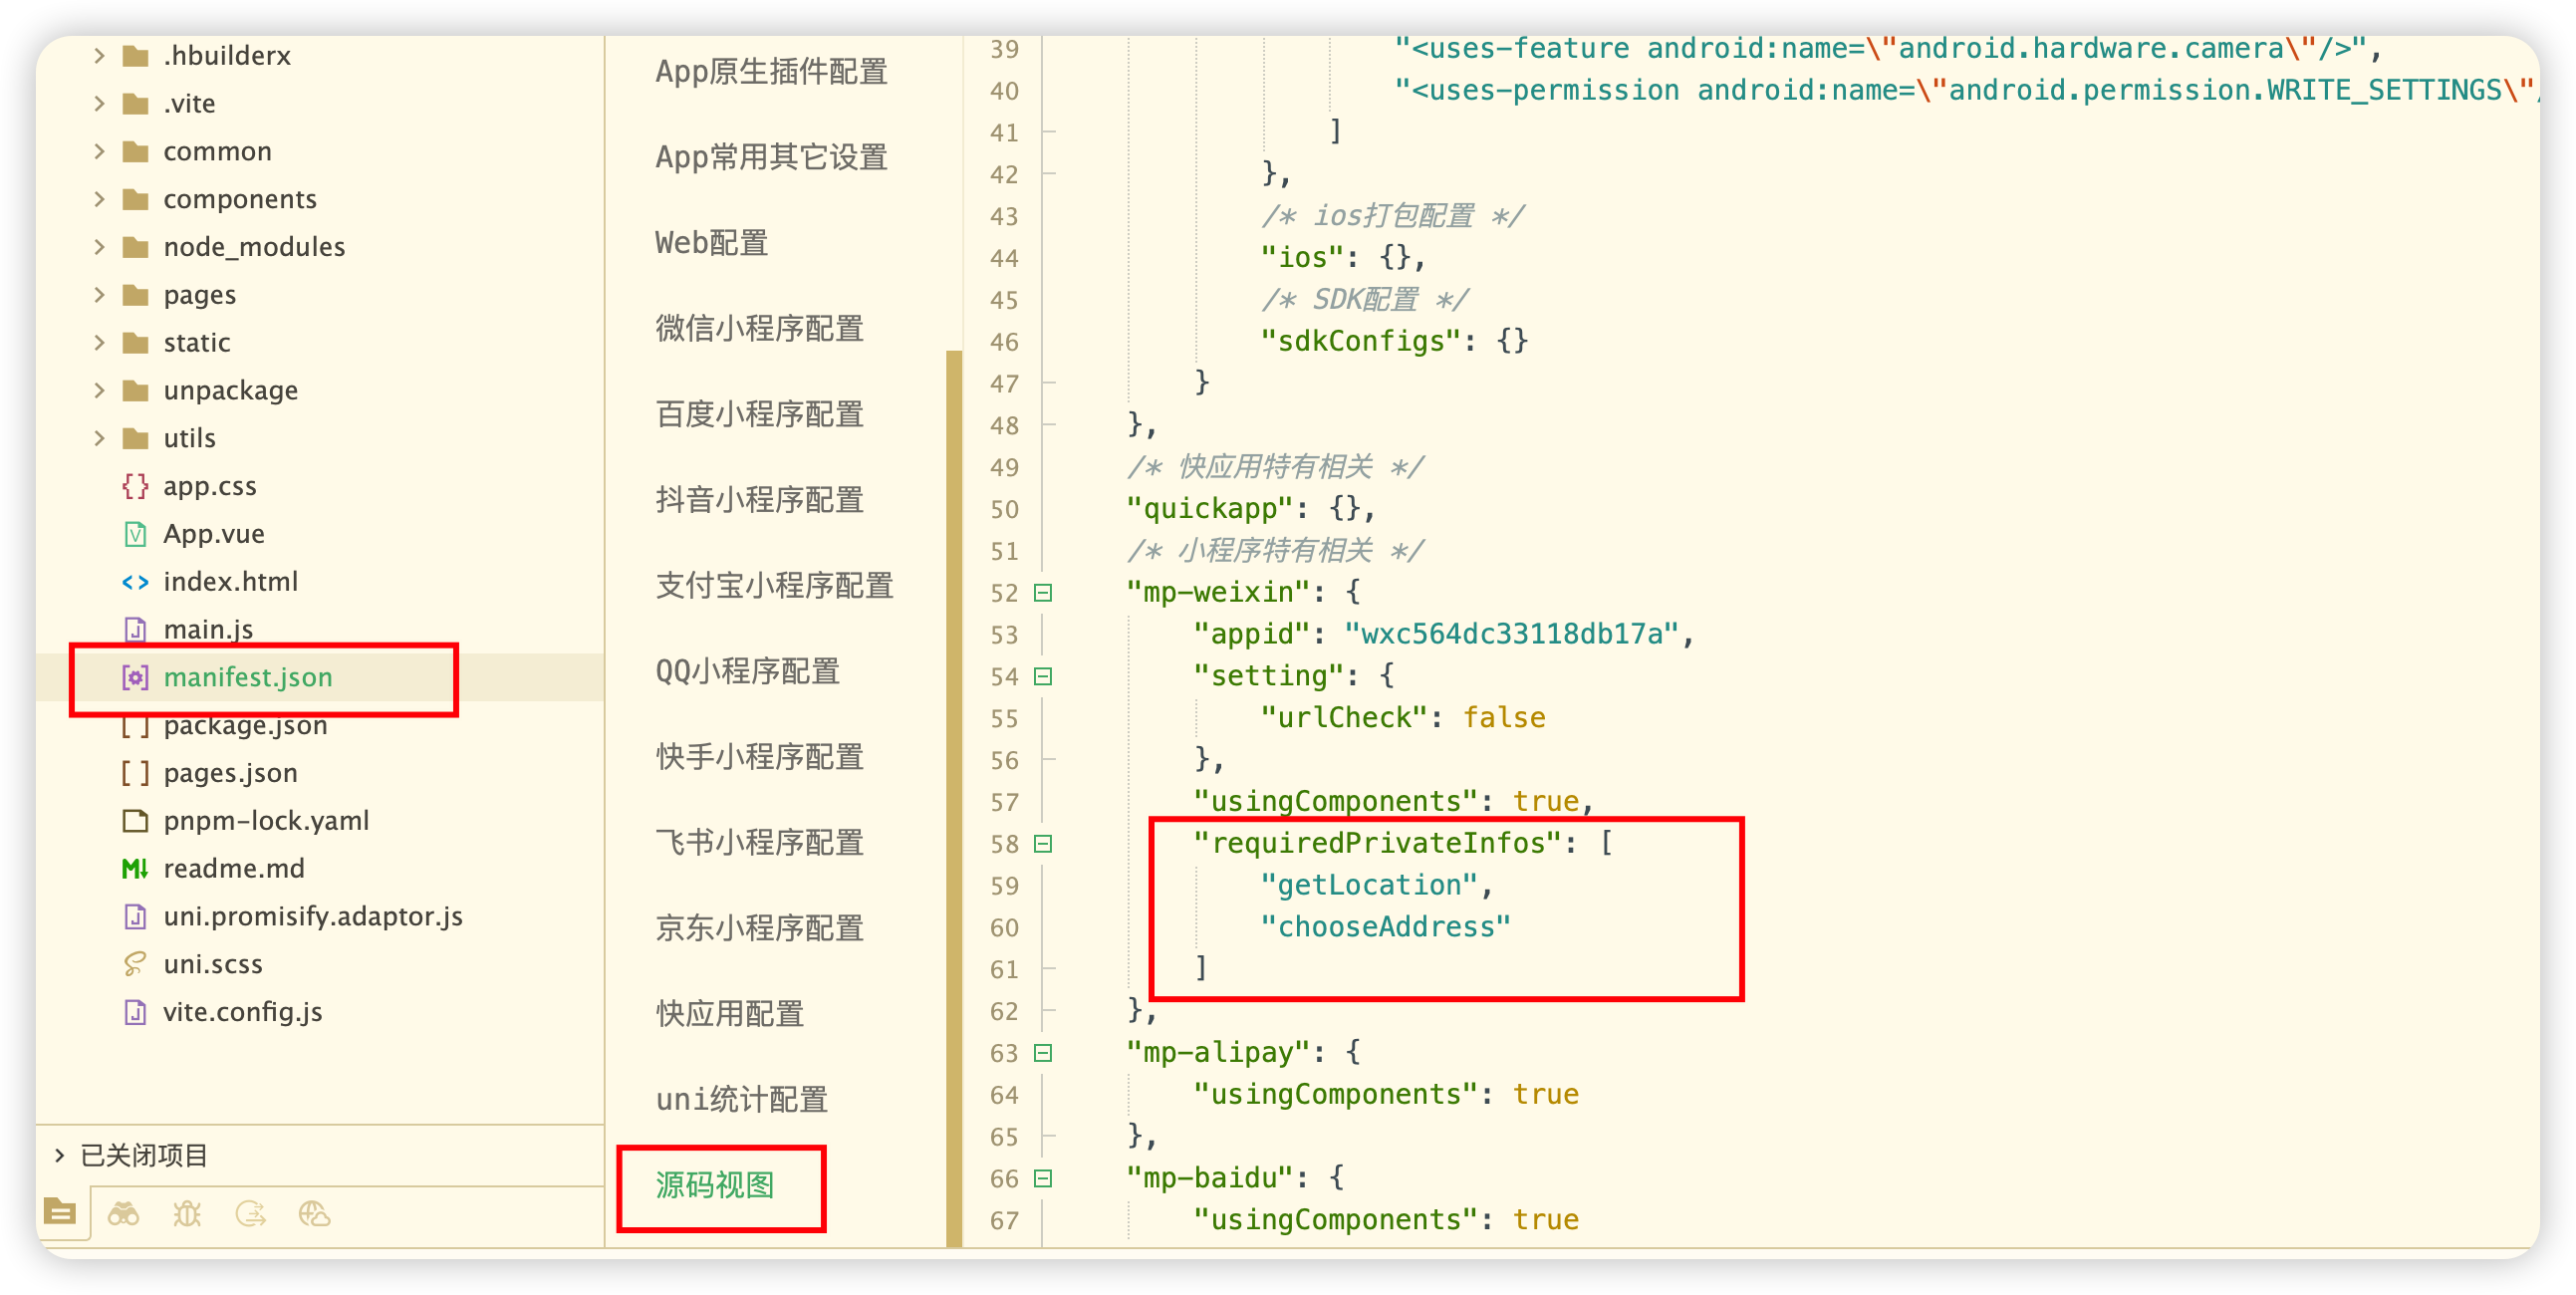 .hbuilderx
.vite
common
components
node_modules
pages
static
unpackage
utils
app.css
App.vue
index.html
main.js
manifest.json
package.json
pages.json
pnpm-lock.yaml
readme.md
uni.promisify.adaptor.js
uni.scss
vite.config.js
已关闭项目
App原生插件配置
App常用其它设置
Web配置
微信小程序配置
百度小程序配置
抖音小程序配置
支付宝小程序配置
QQ小程序配置
快手小程序配置
飞书小程序配置
京东小程序配置
快应用配置
uni统计配置
源码视图
39 "<uses-feature android:name=\"android.hardware.camera\"/>",
40 "<uses-permission android:name=\"android.permission.WRITE_SETTINGS\"/
41 ]
42 },
43 /* ios打包配置 */
44 "ios": {},
45 /* SDK配置 */
46 "sdkConfigs": {}
47 }
48 },
49 /* 快应用特有相关 */
50 "quickapp": {},
51 /* 小程序特有相关 */
52 "mp-weixin": {
53 "appid": "wxc564dc33118db17a",
54 "setting": {
55 "urlCheck": false
56 },
57 "usingComponents": true,
58 "requiredPrivateInfos": [
59 "getLocation",
60 "chooseAddress"
61 ]
62 },
63 "mp-alipay": {
64 "usingComponents": true
65 },
66 "mp-baidu": {
67 "usingComponents": true